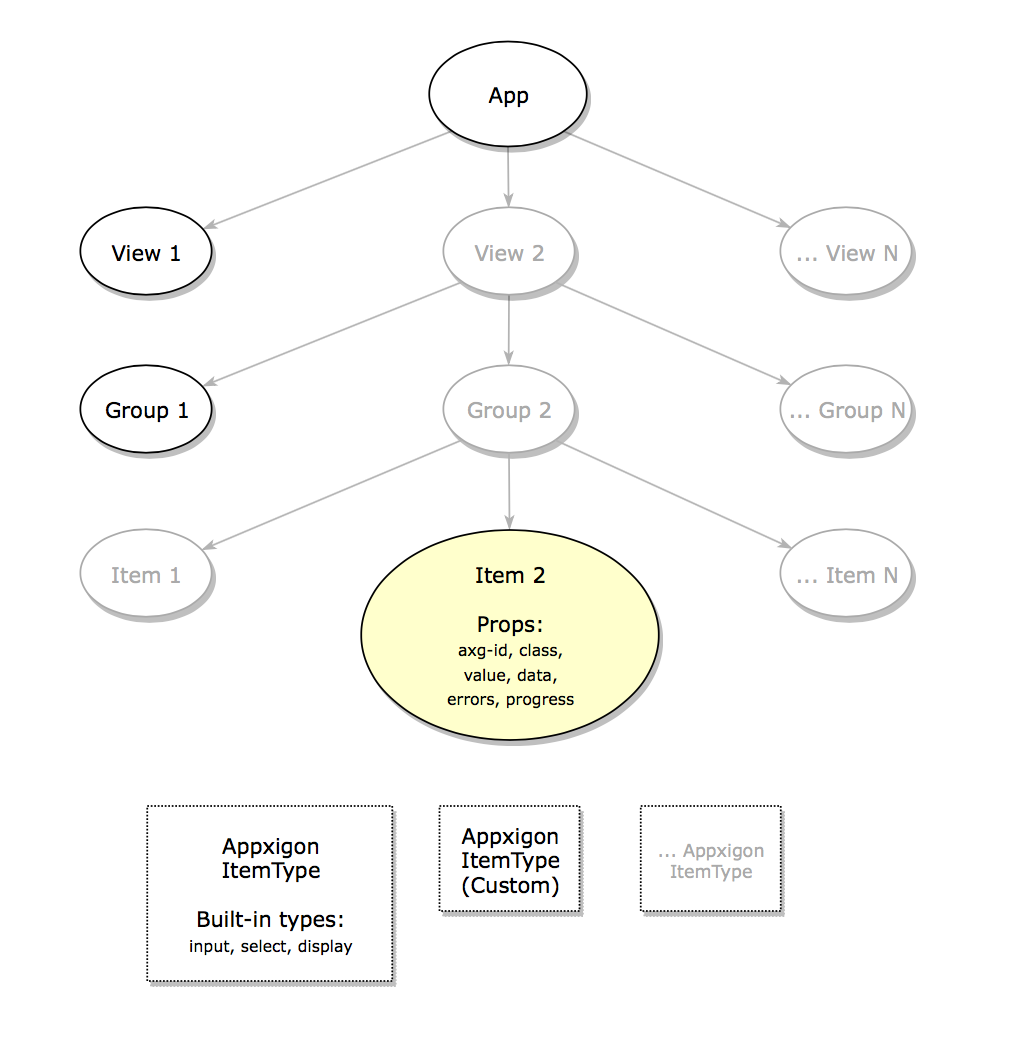 App
View 1
View 2
... View N
Group 1
Group 2
... Group N
Item 1
Item 2
... Item N
Props:
axg-id, class,
value, data,
errors, progress
Appxigon
ItemType
Built-in types:
input, select, display
Appxigon
ItemType
(Custom)
... Appxigon
ItemType